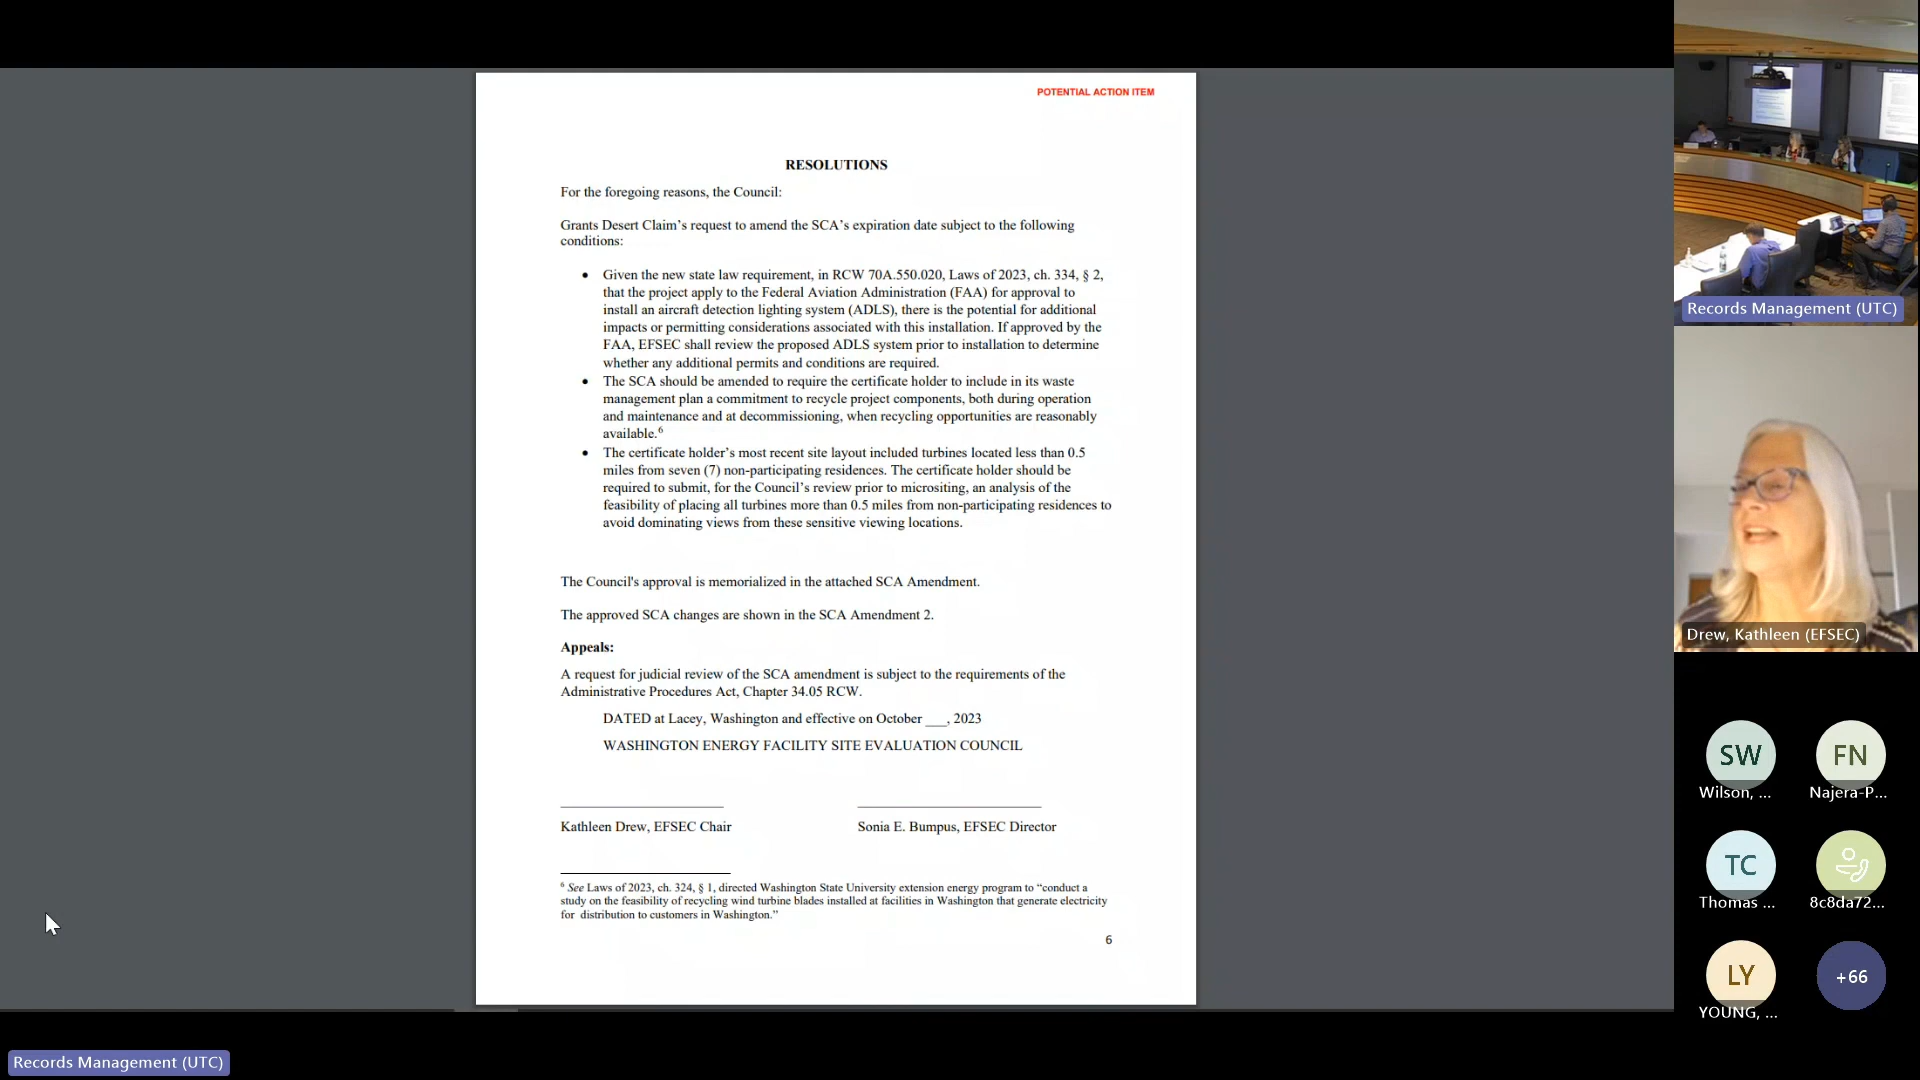 POTENTIAL ACTION ITEM
RESOLUTIONS
For the foregoing reasons, the Council:
Grants Desert Claim’s request to amend the SCA’s expiration date subject to the following
conditions:
• Given the new state law requirement, in RCW 70A.550.020, Laws of 2023, ch. 334, § 2,
that the project apply to the Federal Aviation Administration (FAA) for approval to
install an aircraft detection lighting system (ADLS), there is the potential for additional
impacts or permitting considerations associated with this installation. If approved by the
FAA, EFSEC shall review the proposed ADLS system prior to installation to determine
whether any additional permits and conditions are required.
• The SCA should be amended to require the certificate holder to include in its waste
management plan a commitment to recycle project components, both during operation
and maintenance and at decommissioning, when recycling opportunities are reasonably
available.6
• The certificate holder’s most recent site layout included turbines located less than 0.5
miles from seven (7) non-participating residences. The certificate holder should be
required to submit, for the Council’s review prior to micrositing, an analysis of the
feasibility of placing all turbines more than 0.5 miles from non-participating residences to
avoid dominating views from these sensitive viewing locations.
The Council's approval is memorialized in the attached SCA Amendment.
The approved SCA changes are shown in the SCA Amendment 2.
Appeals:
A request for judicial review of the SCA amendment is subject to the requirements of the
Administrative Procedures Act, Chapter 34.05 RCW.
DATED at Lacey, Washington and effective on October ___, 2023
WASHINGTON ENERGY FACILITY SITE EVALUATION COUNCIL
Kathleen Drew, EFSEC Chair
Sonia E. Bumpus, EFSEC Director
6 See Laws of 2023, ch. 324, § 1, directed Washington State University extension energy program to “conduct a
study on the feasibility of recycling wind turbine blades installed at facilities in Washington that generate electricity
for distribution to customers in Washington.”
6
Records Management (UTC)
Drew, Kathleen (EFSEC)
SW
FN
Wilson, ...
Najera-P...
TC
Thomas ...
8c8da72...
LY
+66
YOUNG, ...
Records Management (UTC)